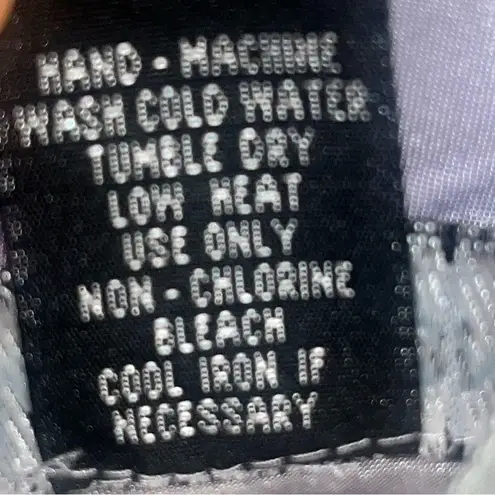 HAND - MACHINE
WASH COLD WATER
TUMBLE DRY
LOW HEAT
USE ONLY
NON - CHLORINE
BLEACH
COOL IRON IF
NECESSARY